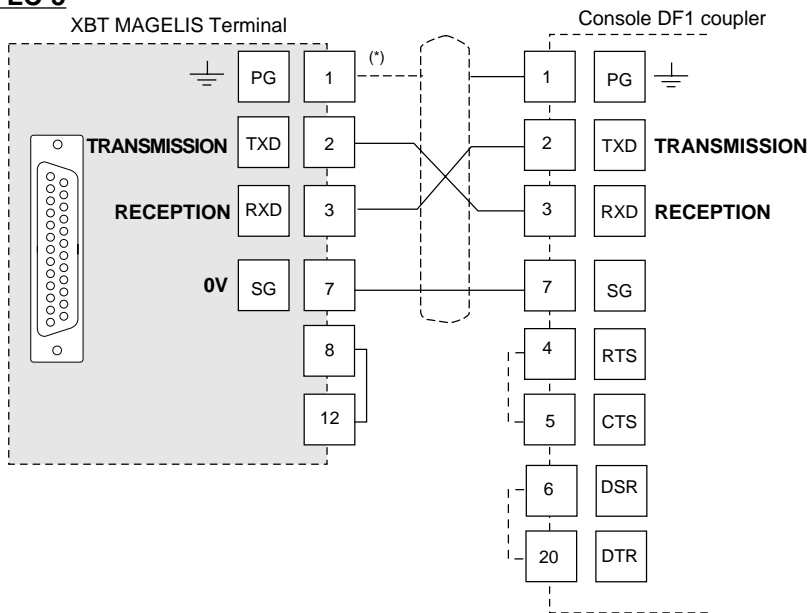 XBT MAGELIS Terminal
Console DF1 coupler
PG 1 (*) 1 PG
TRANSMISSION TXD 2 2 TXD TRANSMISSION
RECEPTION RXD 3 3 RXD RECEPTION
0V SG 7 7 SG
8 4 RTS
12 5 CTS
6 DSR
20 DTR